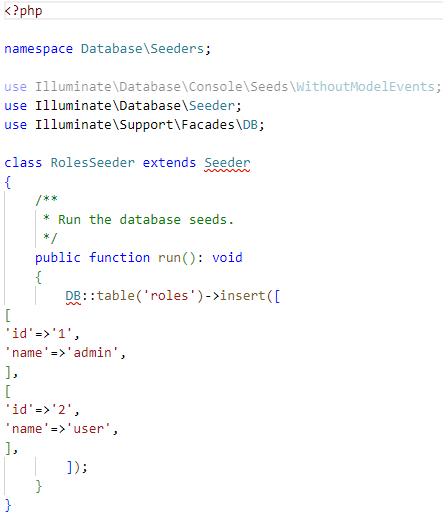 <?php
namespace Database\Seeders;
use Illuminate\Database\Console\Seeds\WithoutModelEvents;
use Illuminate\Database\Seeder;
use Illuminate\Support\Facades\DB;
class RolesSeeder extends Seeder
{
/**
* Run the database seeds.
*/
public function run(): void
{
DB::table('roles')->insert([
[
'id'=>'1',
'name'=>'admin',
],
[
'id'=>'2',
'name'=>'user',
],
]);
}
}